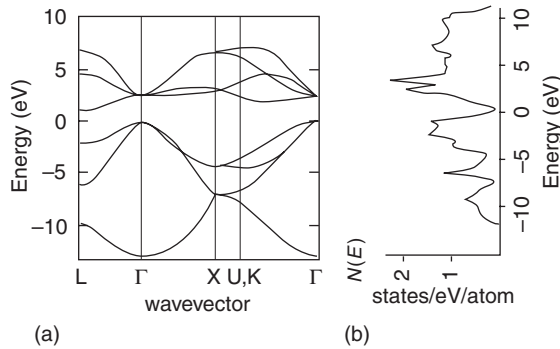 10
5
0
−5
−10
Energy (eV)
L Γ X U,K Γ
wavevector
(a)
10
5
0
−5
−10
Energy (eV)
N(E)
2 1
states/eV/atom
(b)